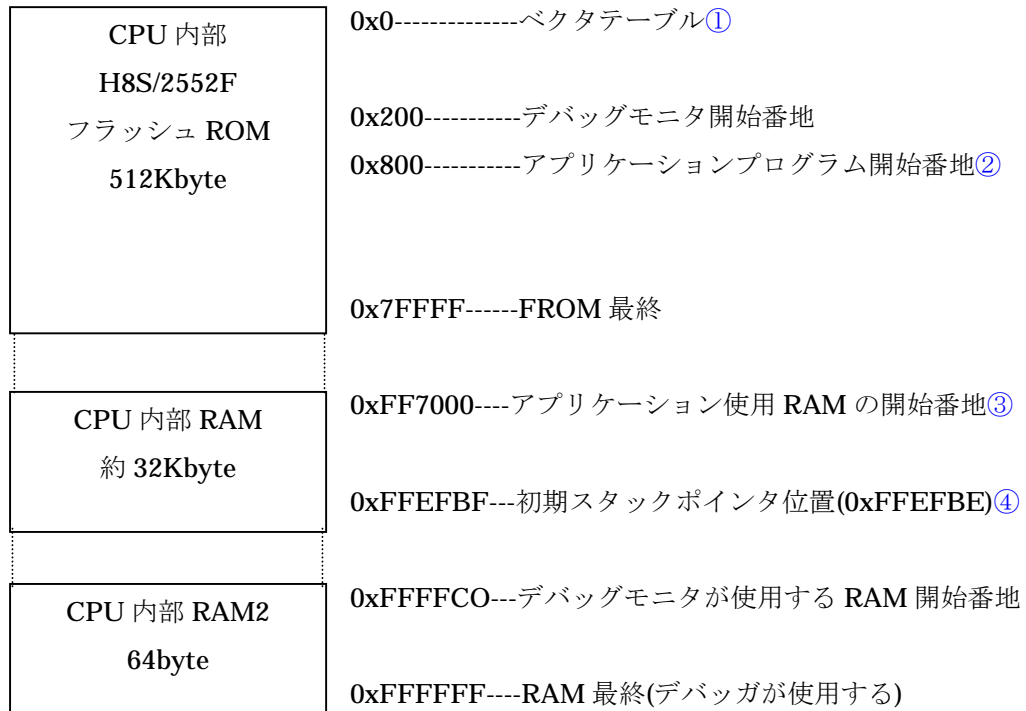 CPU 内部
H8S/2552F
フラッシュ ROM
512Kbyte
0x0--------------ベクタテーブル①
0x200-----------デバッグモニタ開始番地
0x800-----------アプリケーションプログラム開始番地②
0x7FFFF------FROM 最終
CPU 内部 RAM
約 32Kbyte
0xFF7000----アプリケーション使用 RAM の開始番地③
0xFFEFBF---初期スタックポインタ位置(0xFFEFBE)④
CPU 内部 RAM2
64byte
0xFFFFCO---デバッグモニタが使用する RAM 開始番地
0xFFFFFF----RAM 最終(デバッガが使用する)